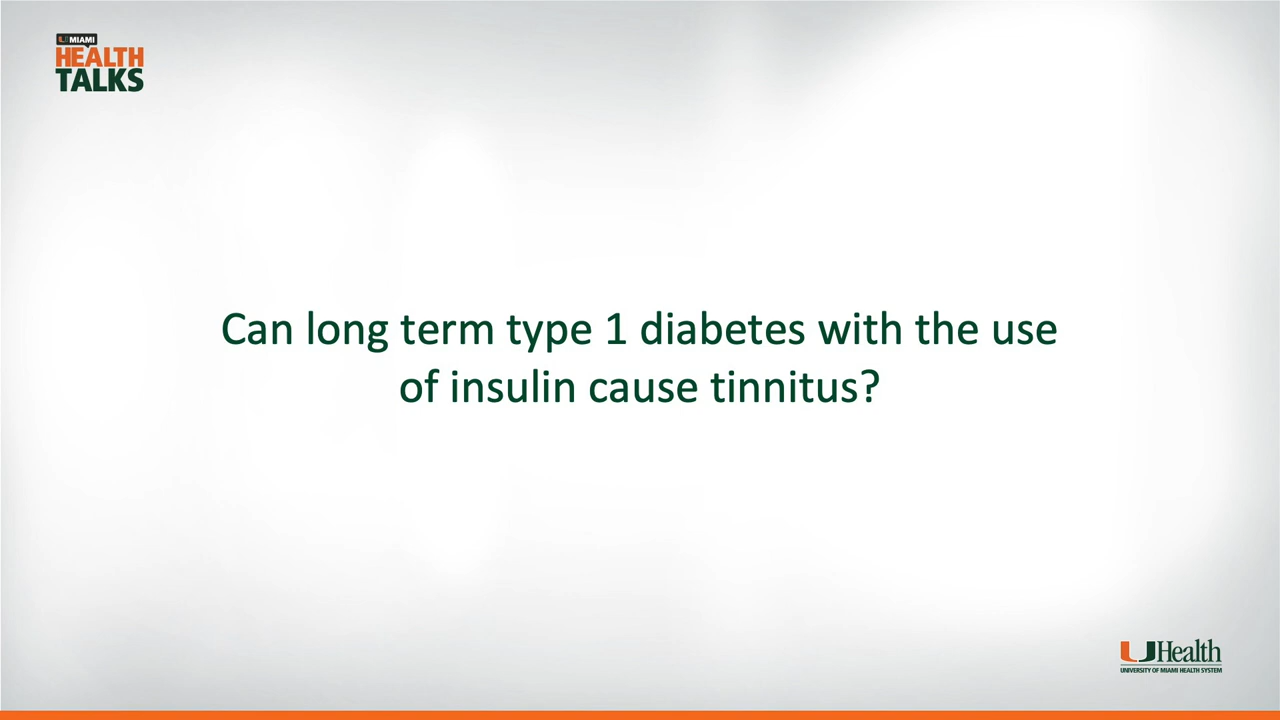 U MIAMI
HEALTH
TALKS
Can long term type 1 diabetes with the use
of insulin cause tinnitus?
UHealth
UNIVERSITY OF MIAMI HEALTH SYSTEM